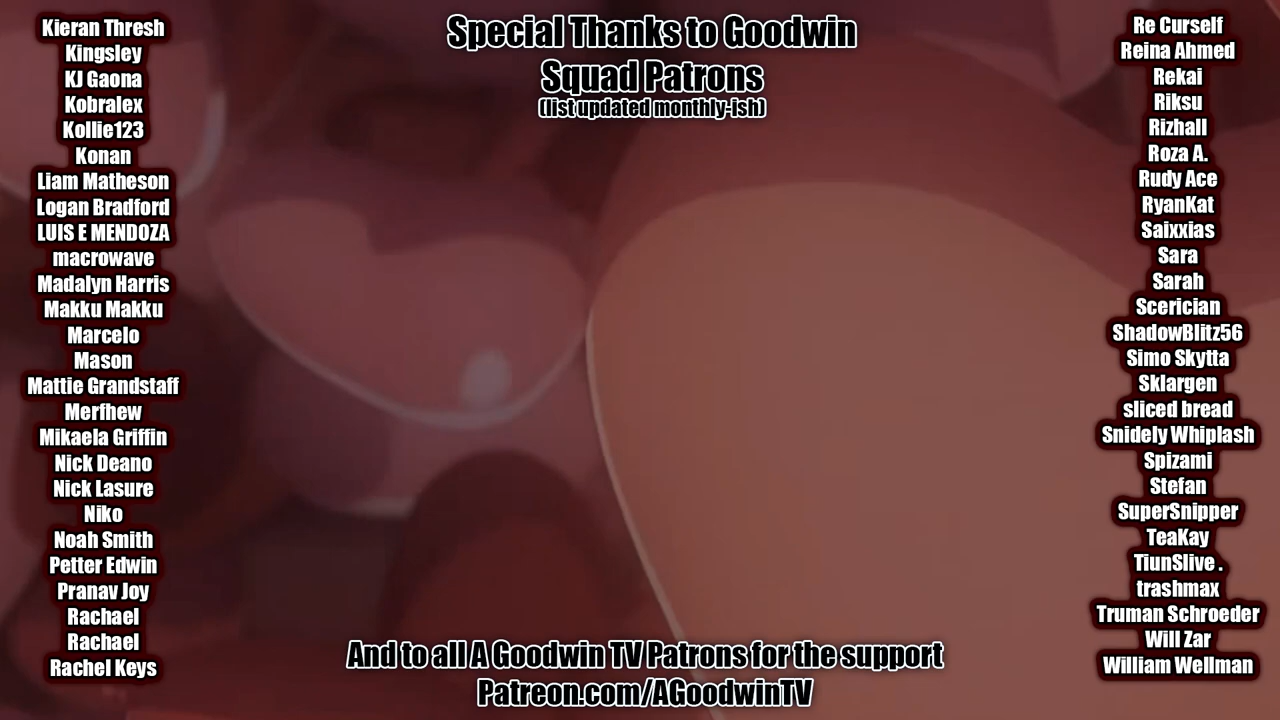 Special Thanks to Goodwin
Squad Patrons
(list updated monthly-ish)
Kieran Thresh
Kingsley
KJ Gaona
Kobralex
Kollie123
Konan
Liam Matheson
Logan Bradford
LUIS E MENDOZA
macrowave
Madalyn Harris
Makku Makku
Marcelo
Mason
Mattie Grandstaff
Merfhew
Mikaela Griffin
Nick Deano
Nick Lasure
Niko
Noah Smith
Petter Edwin
Pranav Joy
Rachael
Rachael
Rachel Keys
Re Curself
Reina Ahmed
Rekai
Riksu
Rizhall
Roza A.
Rudy Ace
RyanKat
Saixxias
Sara
Sarah
Scerician
ShadowBlitz56
Simo Skytta
Sklargen
sliced bread
Snidely Whiplash
Spizami
Stefan
SuperSnipper
TeaKay
TiunSlive .
trashmax
Truman Schroeder
Will Zar
William Wellman
And to all A Goodwin TV Patrons for the support
Patreon.com/AGoodwinTV